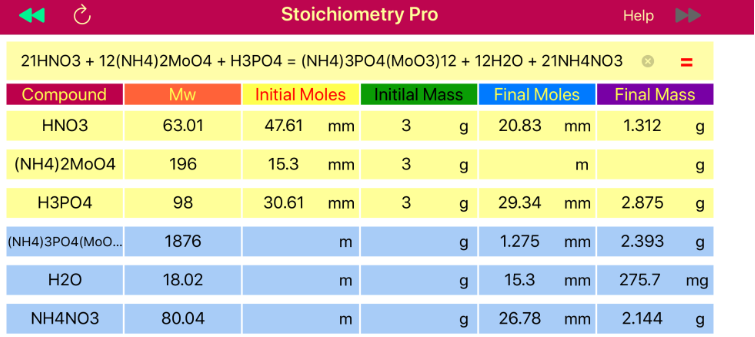 Stoichiometry Pro Help
21HNO3 + 12(NH4)2MoO4 + H3PO4 = (NH4)3PO4(MoO3)12 + 12H2O + 21NH4NO3 =
Compound Mw Initial Moles Initilal Mass Final Moles Final Mass
HNO3 63.01 47.61 mm 3 g 20.83 mm 1.312 g
(NH4)2MoO4 196 15.3 mm 3 g m g
H3PO4 98 30.61 mm 3 g 29.34 mm 2.875 g
(NH4)3PO4(MoO... 1876 m g 1.275 mm 2.393 g
H2O 18.02 m g 15.3 mm 275.7 mg
NH4NO3 80.04 m g 26.78 mm 2.144 g